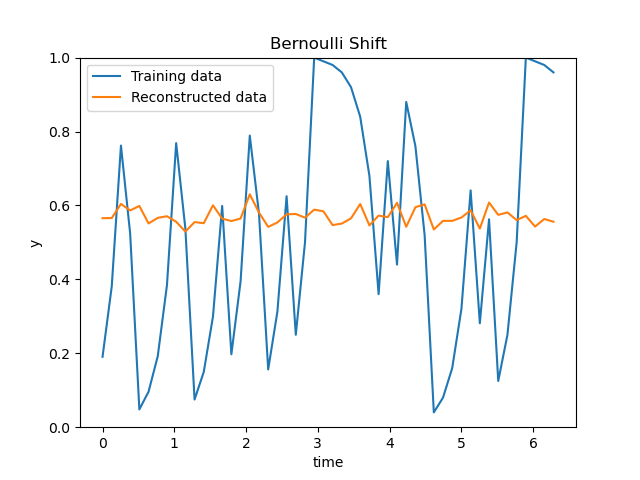 Bernoulli Shift
Training data
Reconstructed data
1.0
0.8
0.6
0.4
0.2
0.0
y
0 1 2 3 4 5 6
time